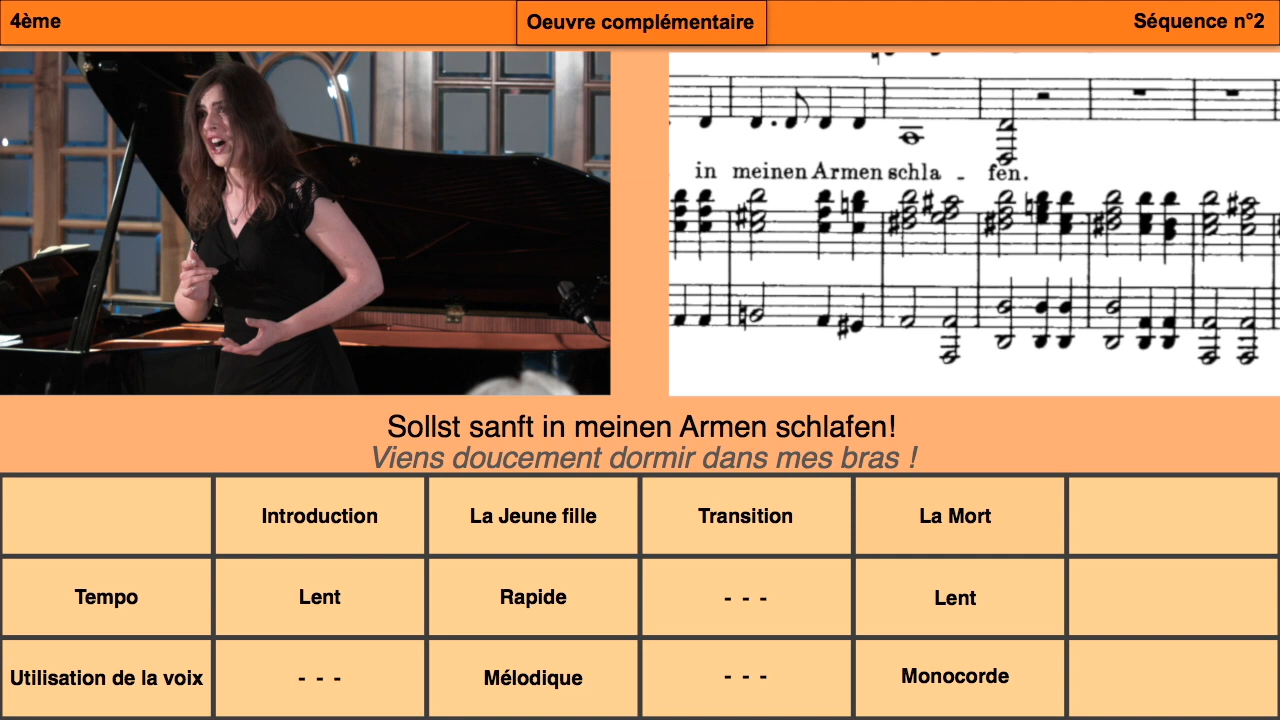 4ème
Oeuvre complémentaire
Séquence n°2
in meinen Armen schla - fen.
Sollst sanft in meinen Armen schlafen!
Viens doucement dormir dans mes bras !
Introduction
La Jeune fille
Transition
La Mort
Tempo
Lent
Rapide
- - -
Lent
Utilisation de la voix
- - -
Mélodique
- - -
Monocorde